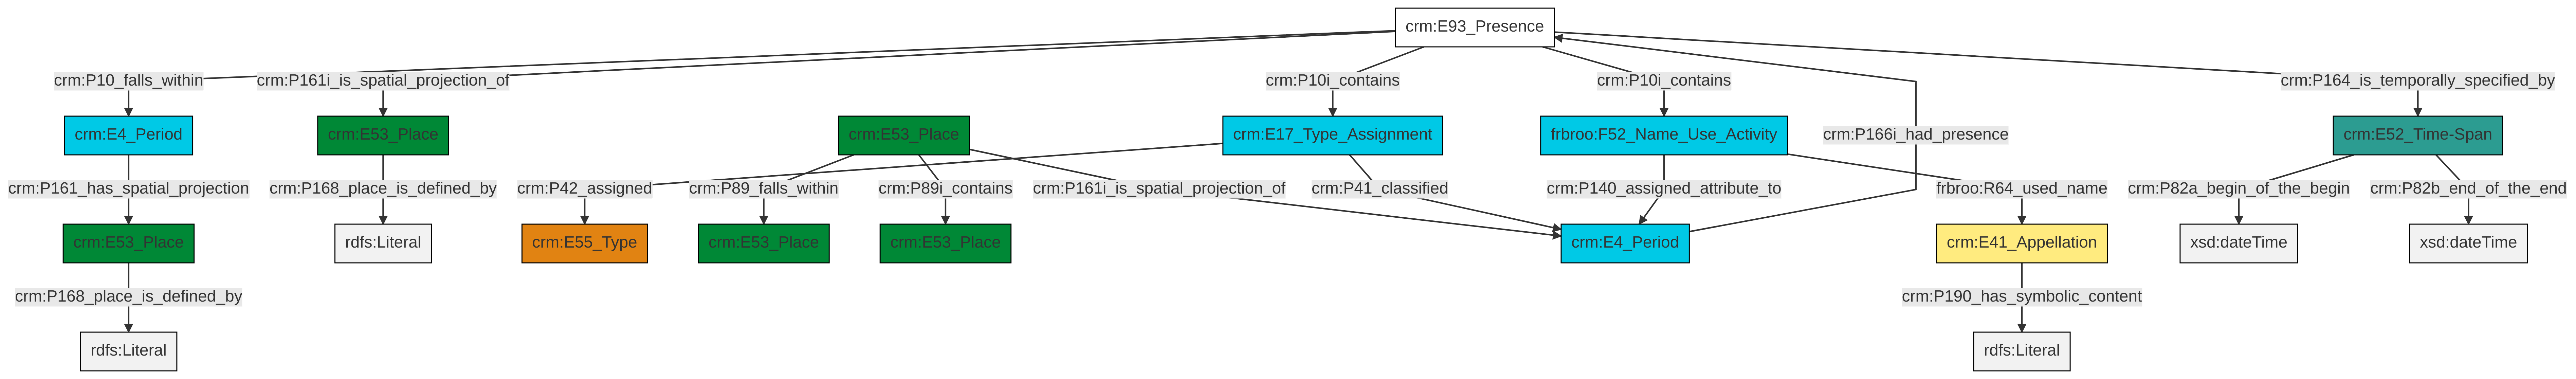 crm:E93_Presence
crm:P10_falls_within
crm:P161i_is_spatial_projection_of
crm:P10i_contains
crm:P10i_contains
crm:P164_is_temporally_specified_by
crm:E4_Period
crm:E53_Place
crm:E53_Place
crm:E17_Type_Assignment
frbroo:F52_Name_Use_Activity
crm:P166i_had_presence
crm:E52_Time-Span
crm:P161_has_spatial_projection
crm:P168_place_is_defined_by
crm:P42_assigned
crm:P89_falls_within
crm:P89i_contains
crm:P161i_is_spatial_projection_of
crm:P41_classified
crm:P140_assigned_attribute_to
frbroo:R64_used_name
crm:P82a_begin_of_the_begin
crm:P82b_end_of_the_end
crm:E53_Place
rdfs:Literal
crm:E55_Type
crm:E53_Place
crm:E53_Place
crm:E4_Period
crm:E41_Appellation
xsd:dateTime
xsd:dateTime
crm:P168_place_is_defined_by
crm:P190_has_symbolic_content
rdfs:Literal
rdfs:Literal